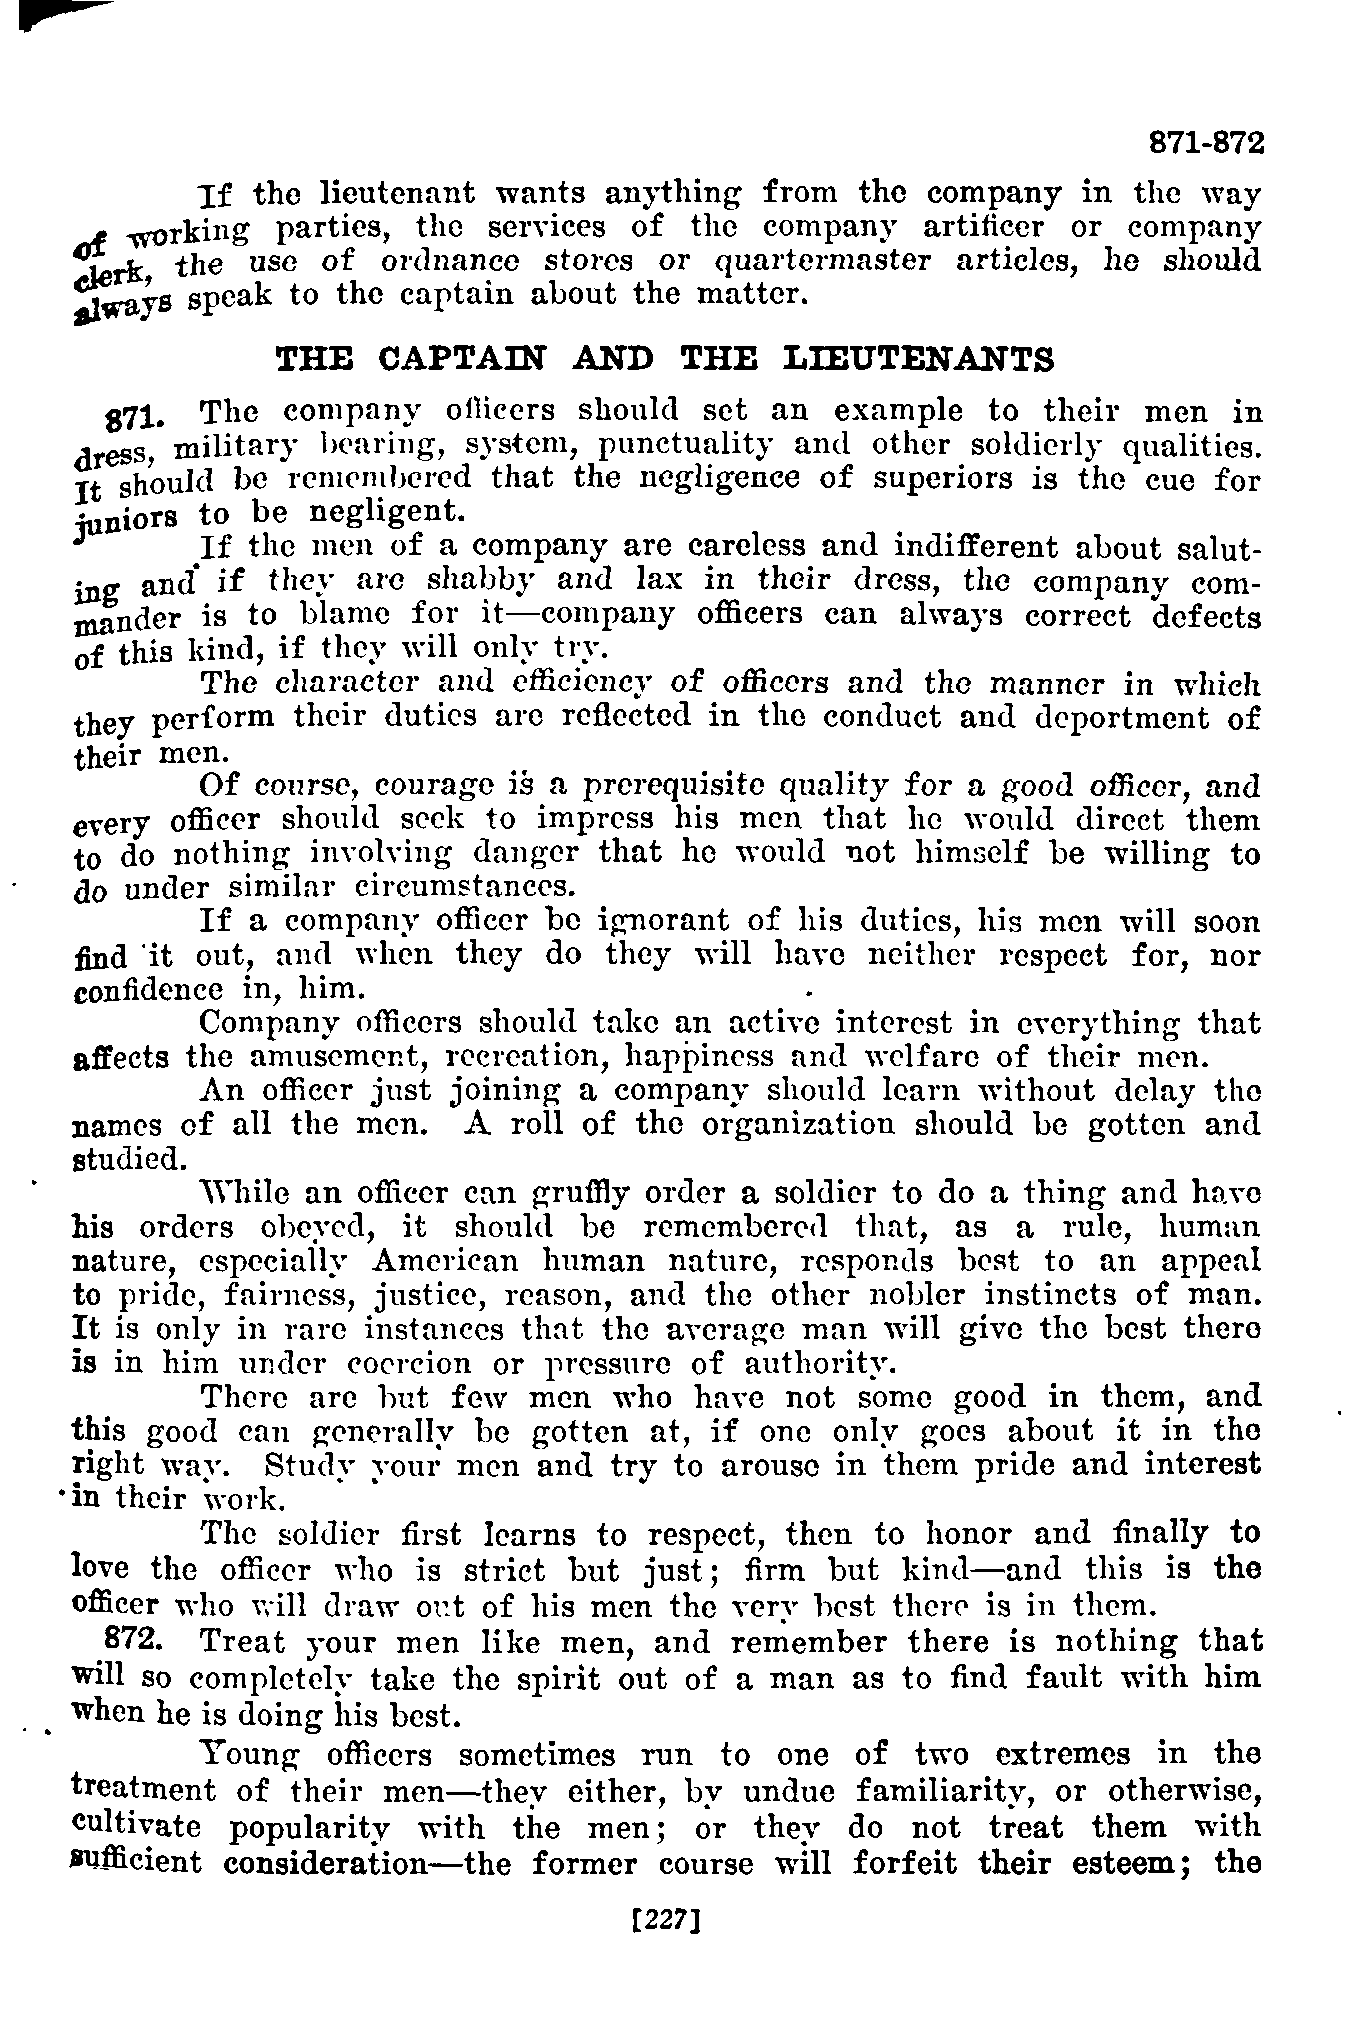 871-872
If the lieutenant wants anything from the company in the way
of working parties, the services of the company artificer or company
clerk, the use of ordnance stores or quartermaster articles, he should
always speak to the captain about the matter.
THE CAPTAIN AND THE LIEUTENANTS
871. The company officers should set an example to their men in
dress, military bearing, system, punctuality and other soldierly qualities.
It should be remembered that the negligence of superiors is the cue for
juniors to be negligent.
If the men of a company are careless and indifferent about salut-
ing and if they are shabby and lax in their dress, the company com-
mander is to blame for it—company officers can always correct defects
of this kind, if they will only try.
The character and efficiency of officers and the manner in which
they perform their duties are reflected in the conduct and deportment of
their men.
Of course, courage is a prerequisite quality for a good officer, and
every officer should seek to impress his men that he would direct them
to do nothing involving danger that he would not himself be willing to
do under similar circumstances.
If a company officer be ignorant of his duties, his men will soon
find it out, and when they do they will have neither respect for, nor
confidence in, him.
Company officers should take an active interest in everything that
affects the amusement, recreation, happiness and welfare of their men.
An officer just joining a company should learn without delay the
names of all the men. A roll of the organization should be gotten and
studied.
While an officer can gruffly order a soldier to do a thing and have
his orders obeyed, it should be remembered that, as a rule, human
nature, especially American human nature, responds best to an appeal
to pride, fairness, justice, reason, and the other nobler instincts of man.
It is only in rare instances that the average man will give the best there
is in him under coercion or pressure of authority.
There are but few men who have not some good in them, and
this good can generally be gotten at, if one only goes about it in the
right way. Study your men and try to arouse in them pride and interest
in their work.
The soldier first learns to respect, then to honor and finally to
love the officer who is strict but just; firm but kind—and this is the
officer who will draw out of his men the very best there is in them.
872. Treat your men like men, and remember there is nothing that
will so completely take the spirit out of a man as to find fault with him
when he is doing his best.
Young officers sometimes run to one of two extremes in the
treatment of their men—they either, by undue familiarity, or otherwise,
cultivate popularity with the men; or they do not treat them with
sufficient consideration—the former course will forfeit their esteem; the
[227]